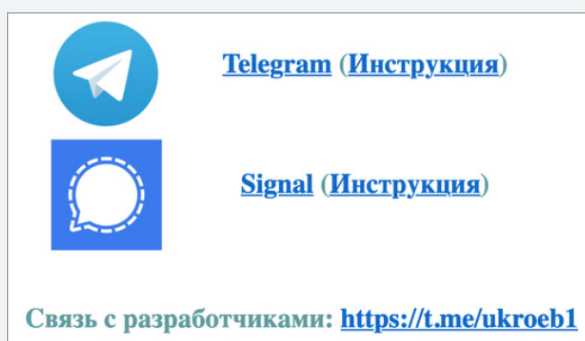 Telegram (Инструкция)
Signal (Инструкция)
Связь с разработчиками: https://t.me/ukroeb1